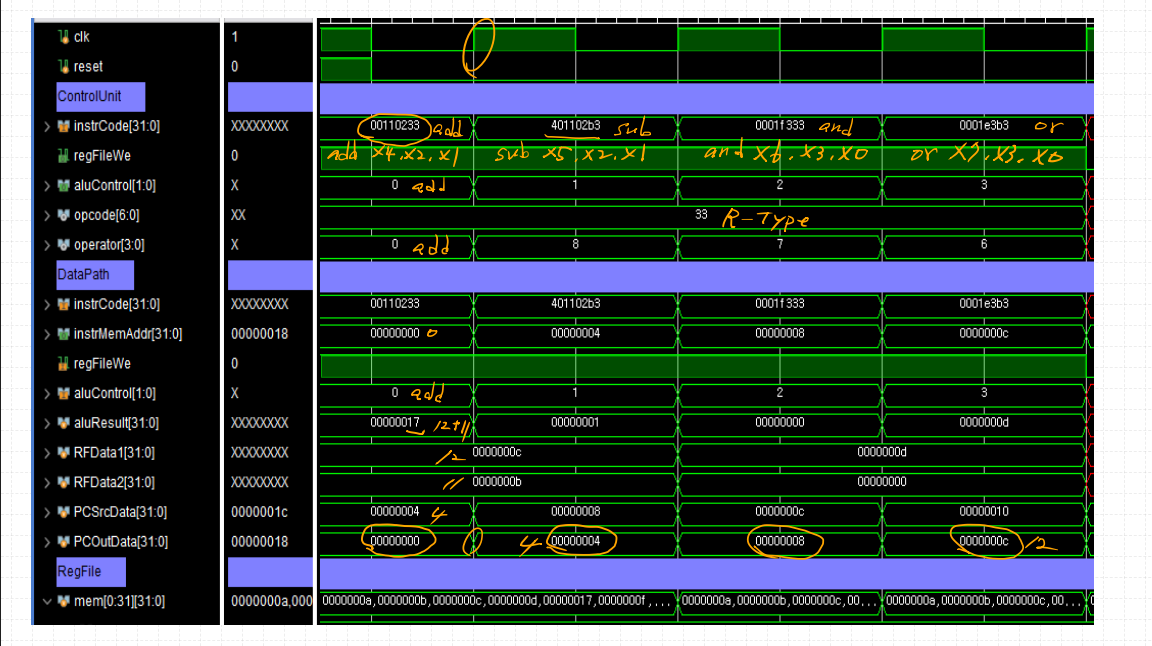 clk 1
reset 0
ControlUnit
instrCode[31:0] XXXXXXXX 00110233 add 401102b3 sub 0001f333 and 0001e3b3 or
regFileWe 0 add X4, X2, X1 sub X5, X2, X1 and X6, X3, X0 or X7, X3, X0
aluControl[1:0] X 0 add 1 2 3
opcode[6:0] XX 33 R-Type
operator[3:0] X 0 add 8 7 6
DataPath
instrCode[31:0] XXXXXXXX 00110233 401102b3 0001f333 0001e3b3
instrMemAddr[31:0] 00000018 00000000 0 00000004 00000008 0000000c
regFileWe 0
aluControl[1:0] X 0 add 1 2 3
aluResult[31:0] XXXXXXXX 00000017 12+11 00000001 00000000 0000000d
RFData1[31:0] XXXXXXXX 12 0000000c 0000000d
RFData2[31:0] XXXXXXXX 11 0000000b 00000000
PCSrcData[31:0] 0000001c 00000004 4 00000008 0000000c 00000010
PCOutData[31:0] 00000018 00000000 4 00000004 00000008 0000000c 12
RegFile
mem[0:31][31:0] 0000000a,000 0000000a,0000000b,0000000c,0000000d,00000017,0000000f,... 0000000a,0000000b,0000000c,00... 0000000a,0000000b,0000000c,00... 0